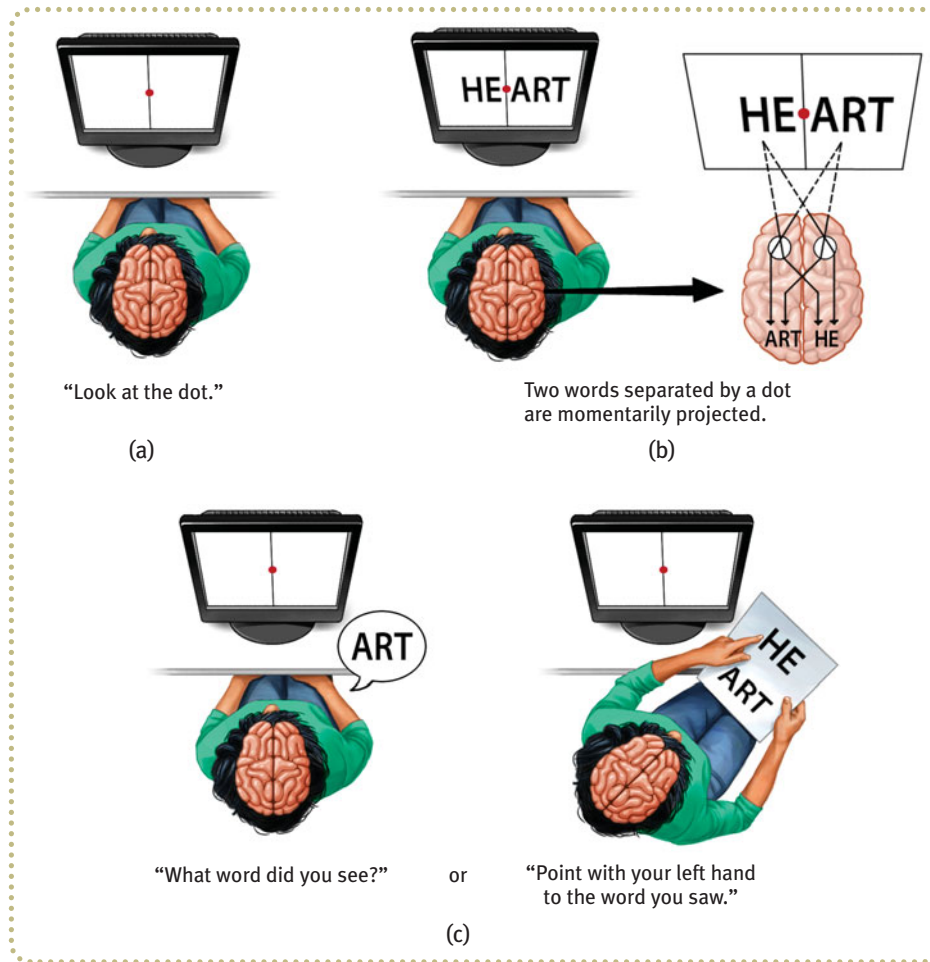 HE ART
HE ART
ART HE
“Look at the dot.”
Two words separated by a dot
are momentarily projected.
(a)
(b)
ART
HE
ART
“What word did you see?”
or
“Point with your left hand
to the word you saw.”
(c)